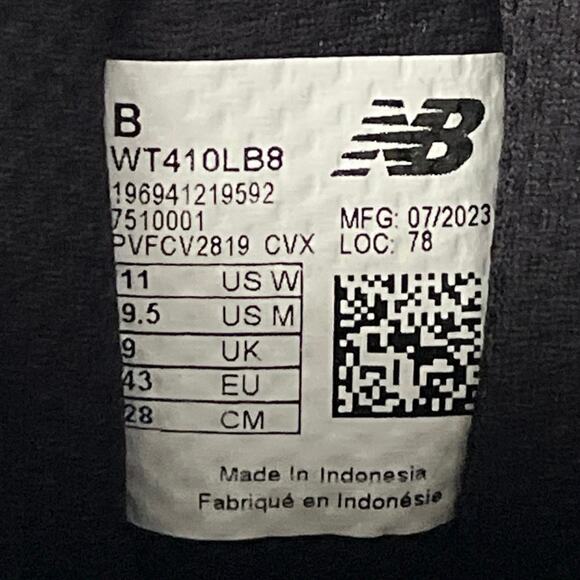 B
NB
WT410LB8
196941219592
7510001
MFG: 07/2023
PVFCV2819 CVX
LOC: 78
11 US W
9.5 US M
9 UK
43 EU
28 CM
Made In Indonesia
Fabriqué en Indonésie